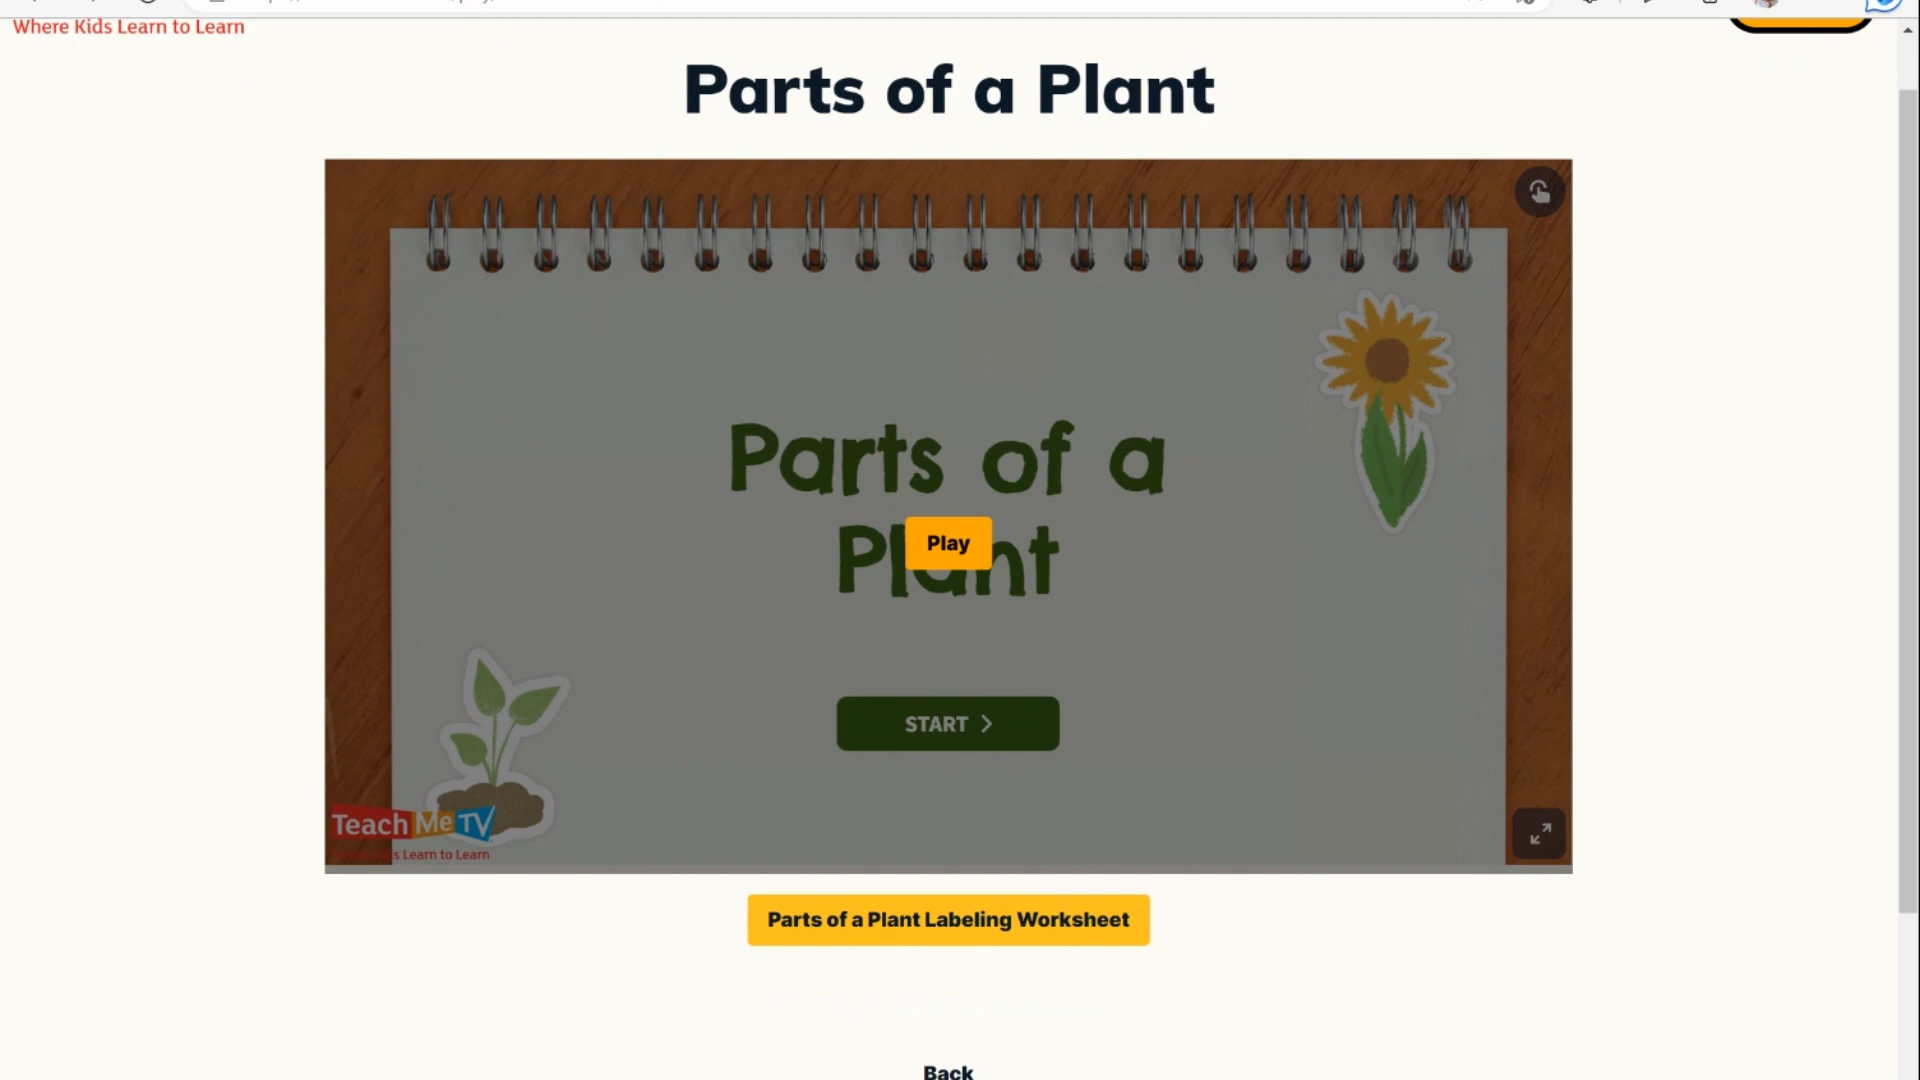 Where Kids Learn to Learn
Parts of a Plant
Parts of a
Plant
Play
START
Teach Me TV
Learn to Learn
Parts of a Plant Labeling Worksheet
Back